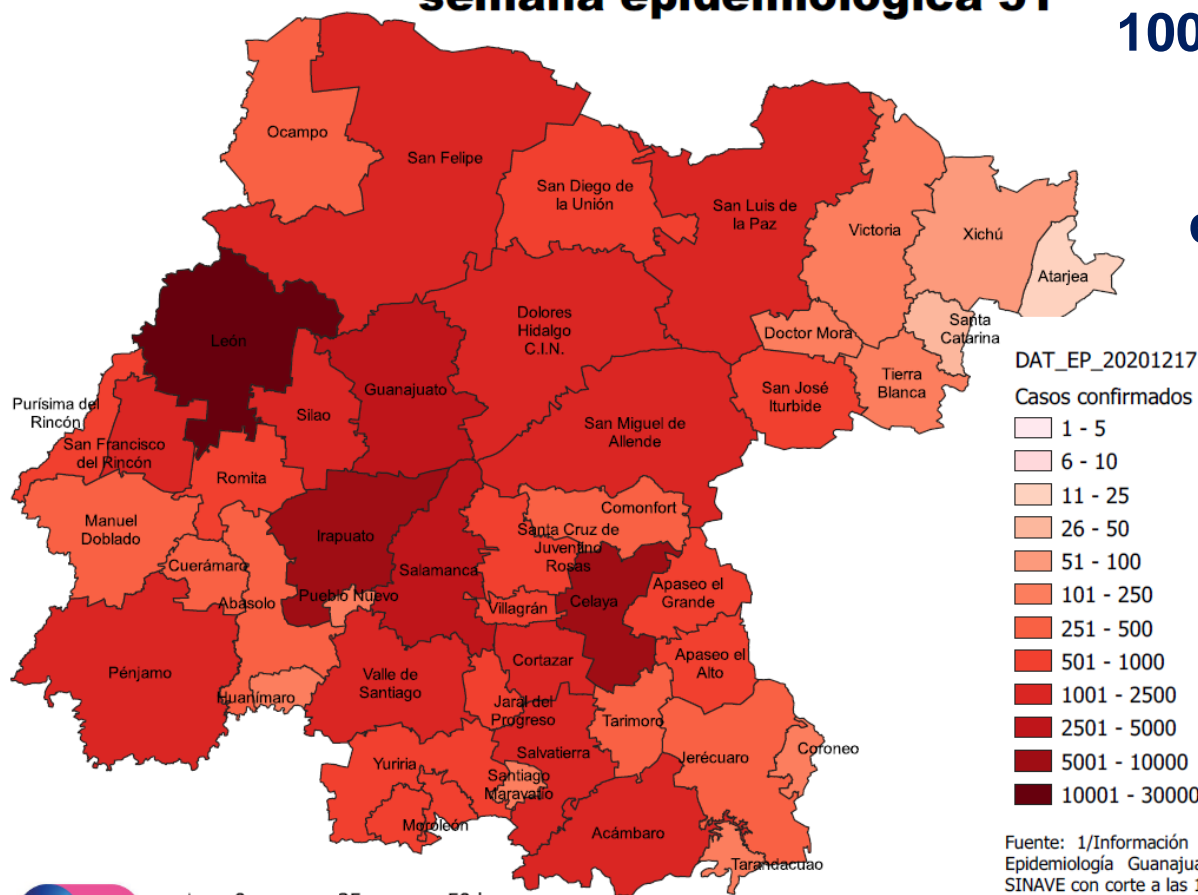 semana epidemiológica 51
100
Ocampo
San Felipe
San Diego de
la Unión
San Luis de
la Paz
Victoria
Xichú
Atarjea
León
Dolores
Hidalgo
C.I.N.
Doctor Mora
Santa
Catarina
Guanajuato
Tierra
Blanca
San José
Iturbide
Purísima del
Rincón
Silao
San Miguel de
Allende
San Francisco
del Rincón
Romita
Comonfort
Manuel
Doblado
Irapuato
Santa Cruz de
Juventino
Rosas
Cuerámaro
Salamanca
Abasolo
Pueblo Nuevo
Villagrán
Celaya
Apaseo el
Grande
Pénjamo
Cortazar
Apaseo el
Alto
Valle de
Santiago
Huanímaro
Jaral del
Progreso
Tarimoro
Salvatierra
Jerécuaro
Coroneo
Yuriria
Santiago
Maravatío
Moroleón
Acámbaro
Tarandacuao
DAT_EP_20201217
Casos confirmados
1 - 5
6 - 10
11 - 25
26 - 50
51 - 100
101 - 250
251 - 500
501 - 1000
1001 - 2500
2501 - 5000
5001 - 10000
10001 - 30000
Fuente: 1/Información
Epidemiología Guanajua
SINAVE con corte a las 1